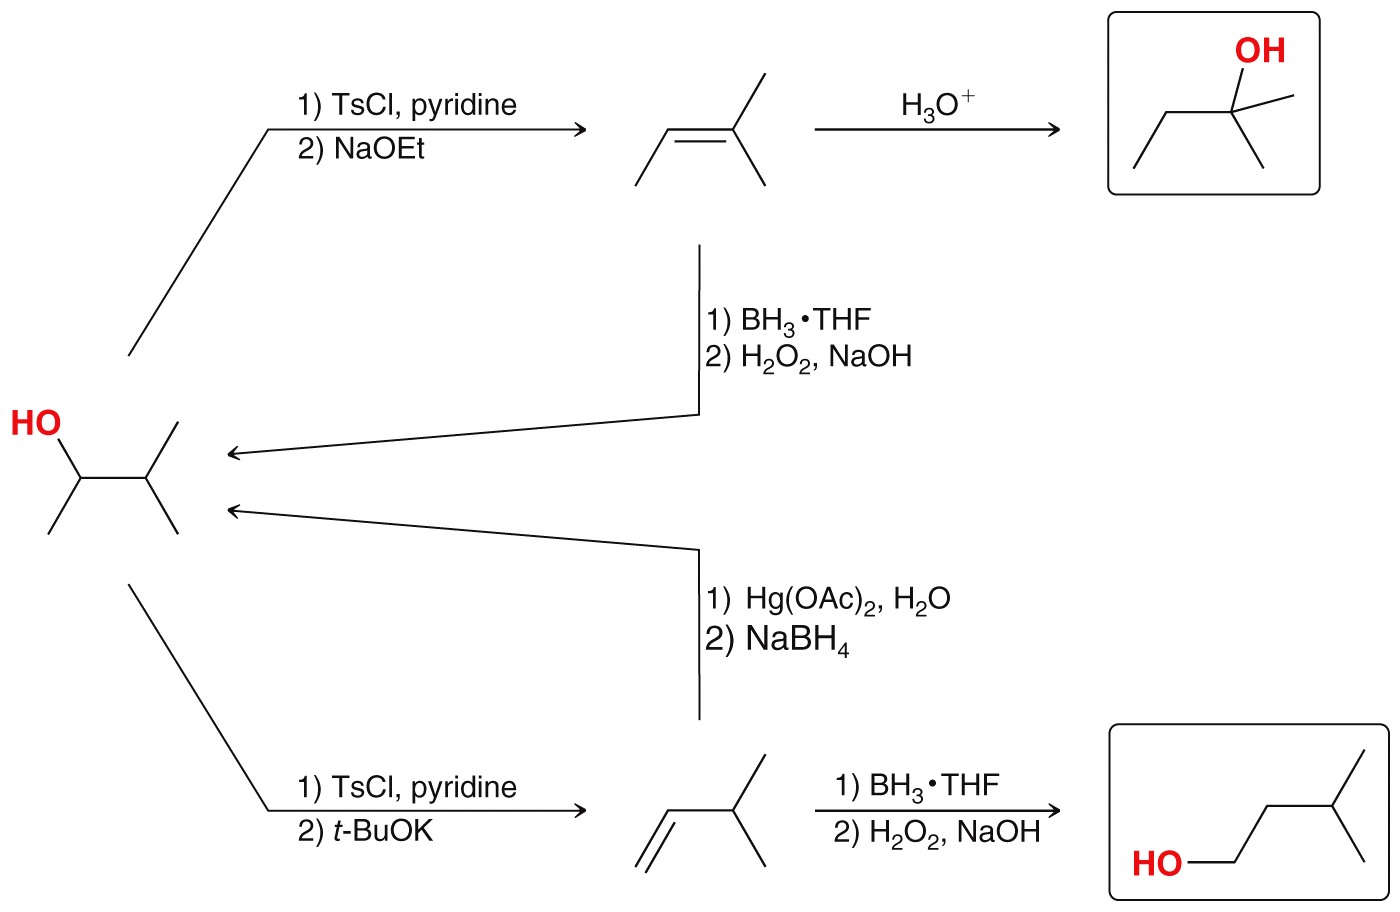 OH
1) TsCl, pyridine
2) NaOEt
H₃O⁺
1) BH₃•THF
2) H₂O₂, NaOH
HO
1) Hg(OAc)₂, H₂O
2) NaBH₄
1) TsCl, pyridine
2) t-BuOK
1) BH₃•THF
2) H₂O₂, NaOH
HO